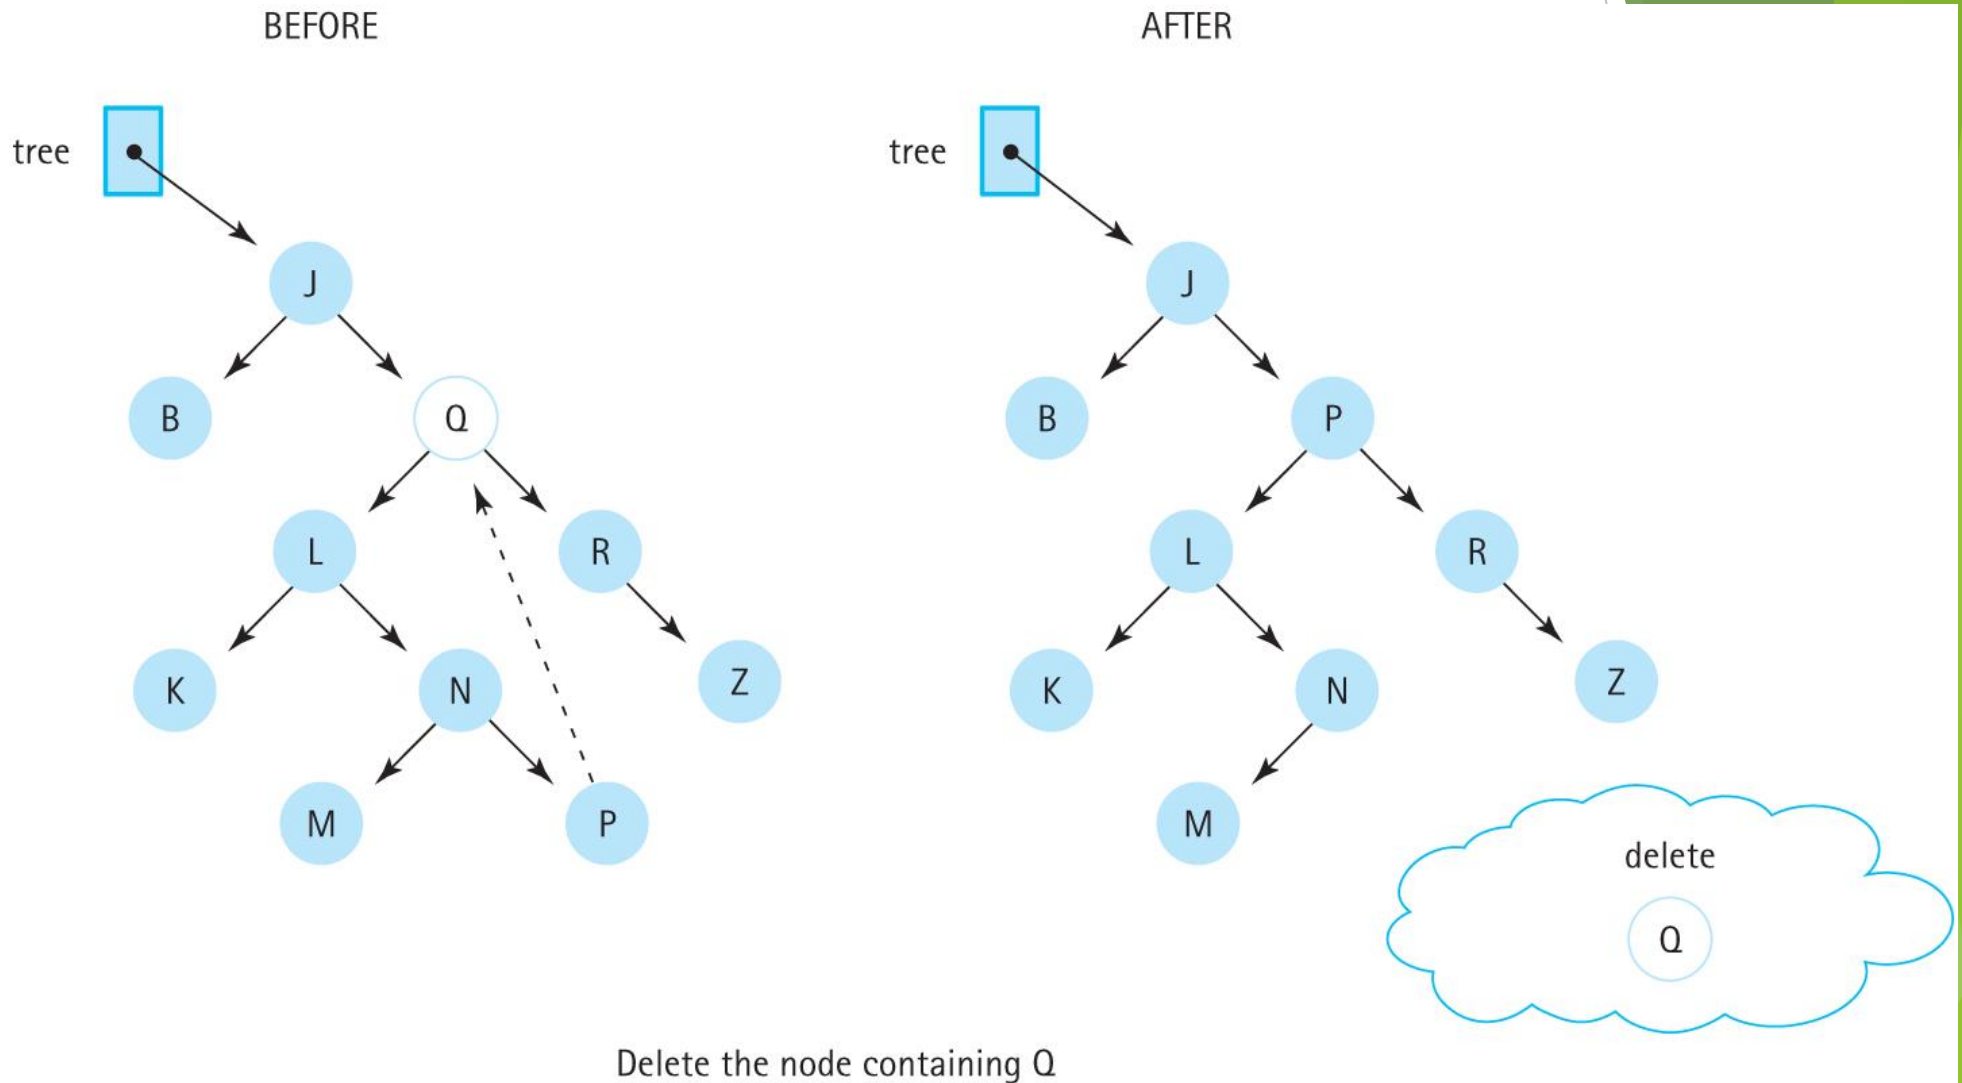 BEFORE
AFTER
tree
tree
J
J
B
Q
B
P
L
R
L
R
K
N
Z
K
N
Z
M
P
M
delete
Q
Delete the node containing Q